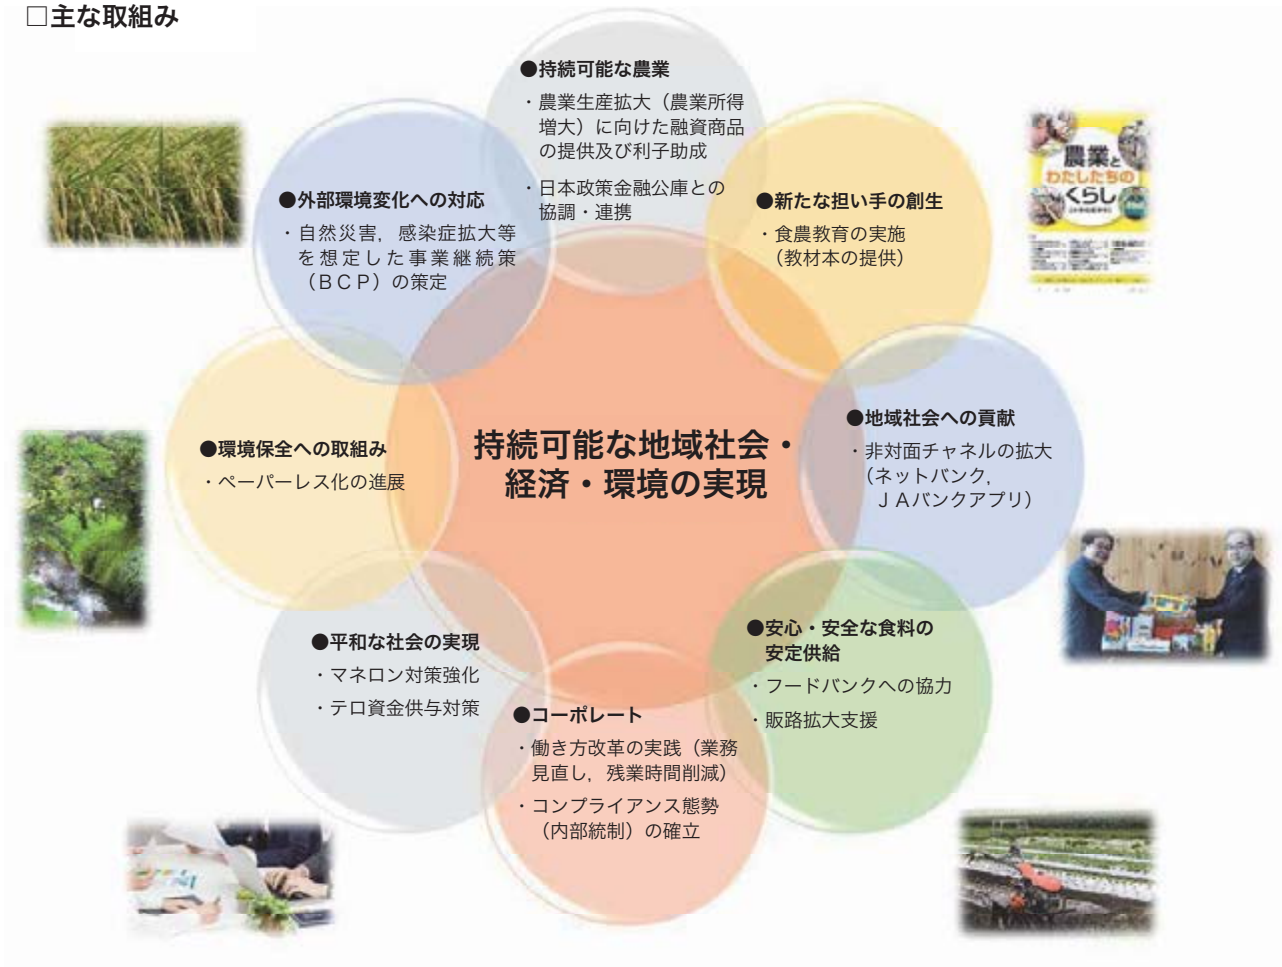 □主な取組み
●持続可能な農業
・農業生産拡大（農業所得
増大）に向けた融資商品
の提供及び利子助成
・日本政策金融公庫との
協調・連携
●新たな担い手の創生
・食農教育の実施
（教材本の提供）
農業と
わたしたちの
くらし
●地域社会への貢献
・非対面チャネルの拡大
（ネットバンク，
ＪＡバンクアプリ）
●安心・安全な食料の
安定供給
・フードバンクへの協力
・販路拡大支援
●コーポレート
・働き方改革の実践（業務
見直し，残業時間削減）
・コンプライアンス態勢
（内部統制）の確立
●平和な社会の実現
・マネロン対策強化
・テロ資金供与対策
●環境保全への取組み
・ペーパーレス化の進展
●外部環境変化への対応
・自然災害，感染症拡大等
を想定した事業継続策
（ＢＣＰ）の策定
持続可能な地域社会・
経済・環境の実現